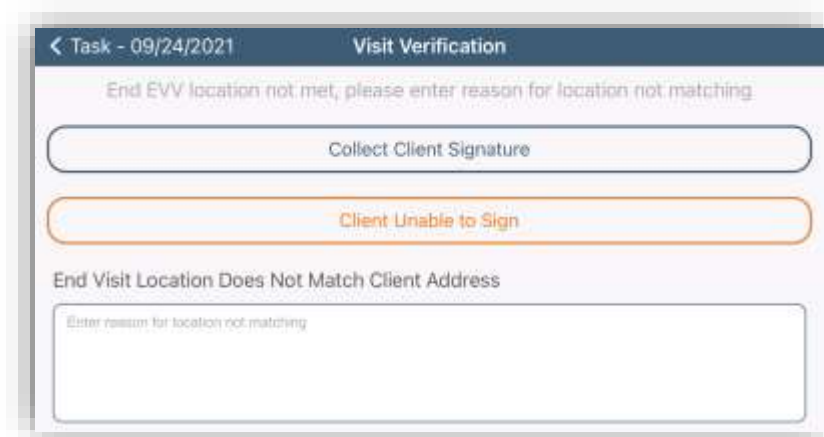 Task - 09/24/2021 Visit Verification
End EVV location not met, please enter reason for location not matching
Collect Client Signature
Client Unable to Sign
End Visit Location Does Not Match Client Address
Enter reason for location not matching